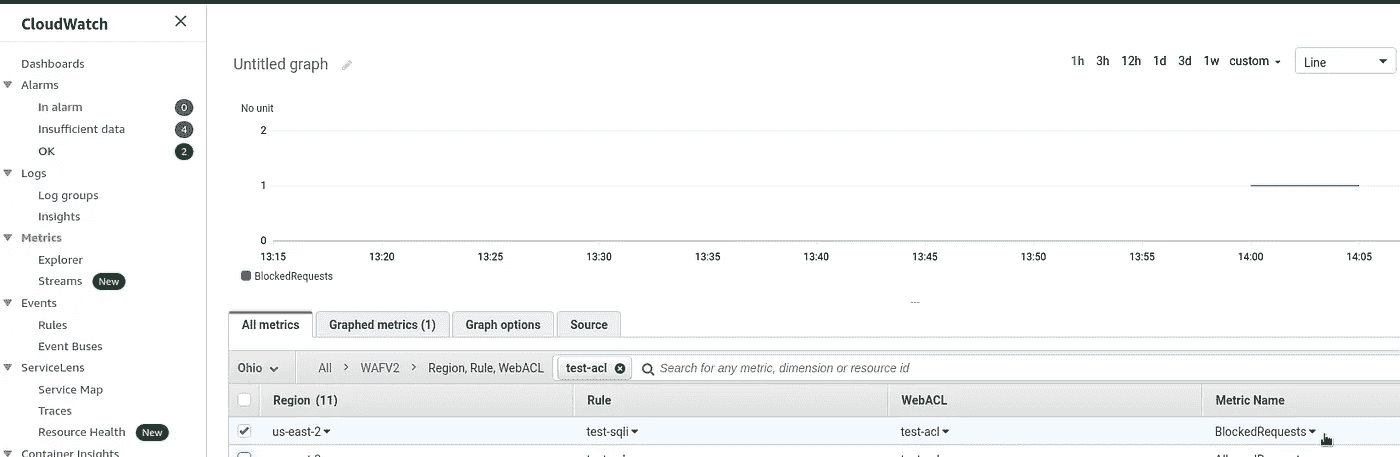 CloudWatch
Dashboards
Alarms
In alarm 0
Insufficient data 4
OK 2
Logs
Log groups
Insights
Metrics
Explorer
Streams New
Events
Rules
Event Buses
ServiceLens
Service Map
Traces
Resource Health New
Container Insights
Untitled graph
1h 3h 12h 1d 3d 1w custom Line
No unit
2
1
0
13:15 13:20 13:25 13:30 13:35 13:40 13:45 13:50 13:55 14:00 14:05
BlockedRequests
...
All metrics Graphed metrics (1) Graph options Source
Ohio All WAFV2 Region, Rule, WebACL test-acl Search for any metric, dimension or resource id
Region (11) Rule WebACL Metric Name
us-east-2 test-sqli test-acl BlockedRequests